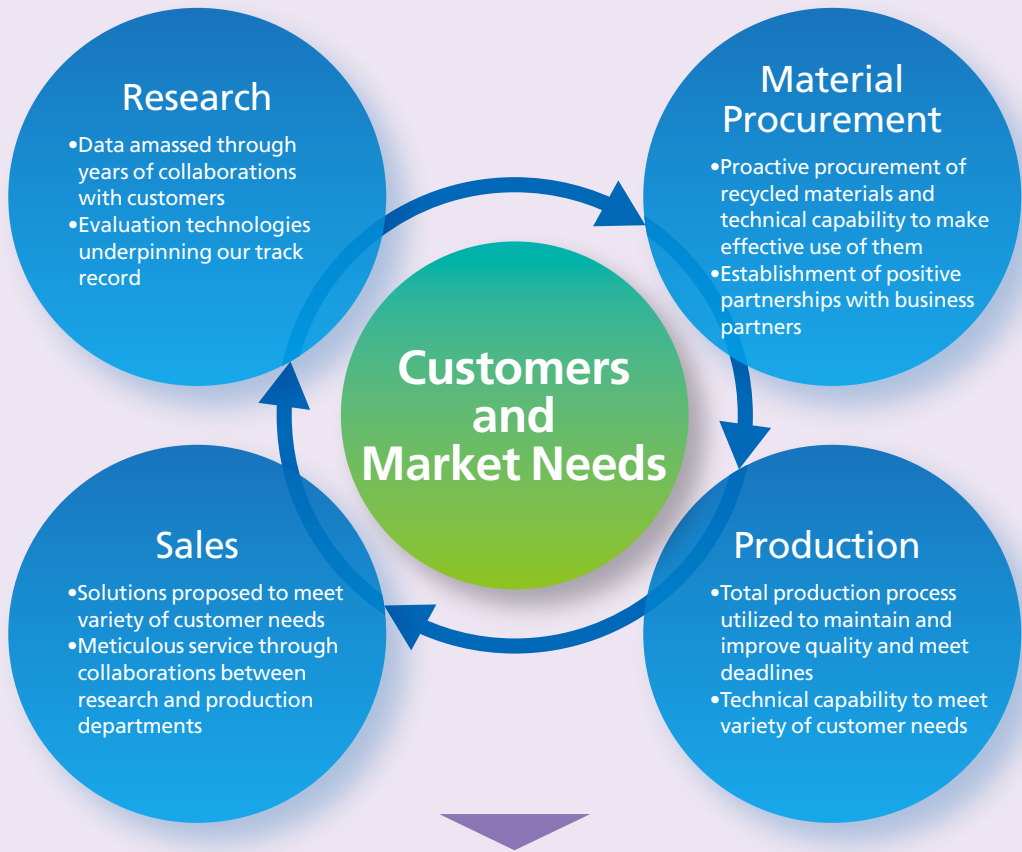 Research
•Data amassed through
years of collaborations
with customers
•Evaluation technologies
underpinning our track
record
Material
Procurement
•Proactive procurement of
recycled materials and
technical capability to make
effective use of them
•Establishment of positive
partnerships with business
partners
Customers
and
Market Needs
Sales
•Solutions proposed to meet
variety of customer needs
•Meticulous service through
collaborations between
research and production
departments
Production
•Total production process
utilized to maintain and
improve quality and meet
deadlines
•Technical capability to meet
variety of customer needs